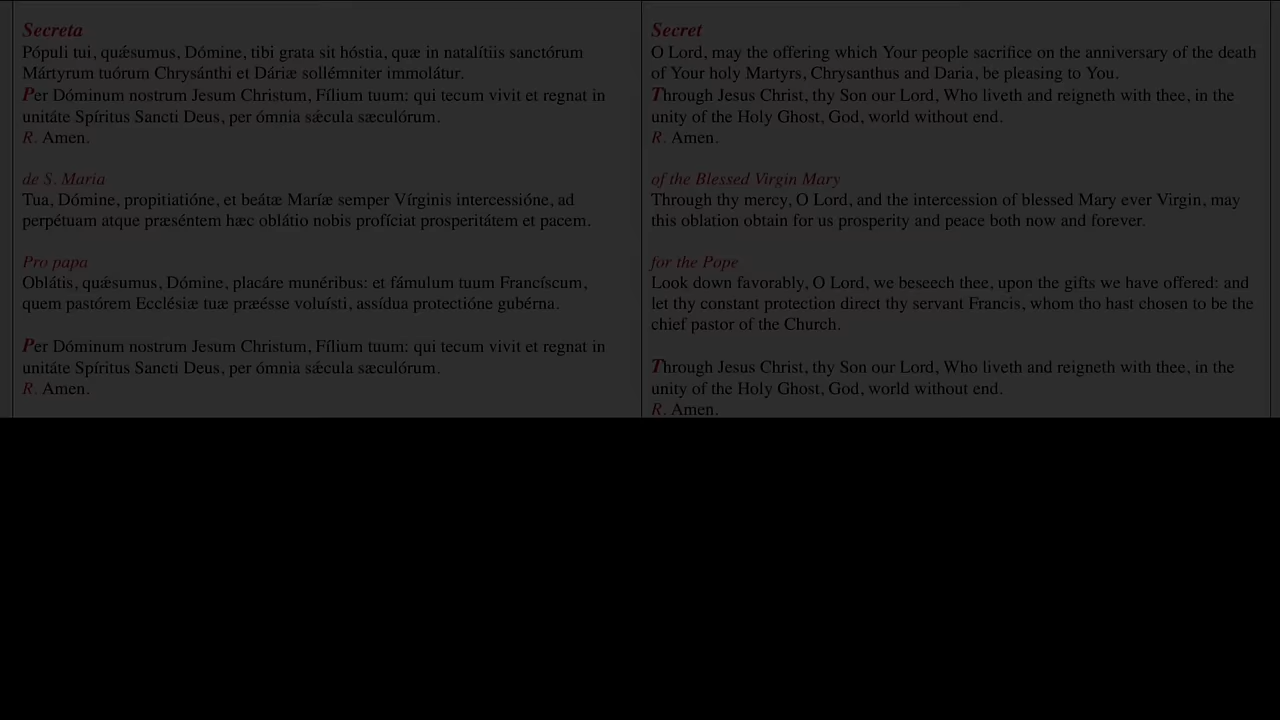 Secreta
Pópuli tui, quǽsumus, Dómine, tibi grata sit hóstia, quæ in natalítiis sanctórum
Mártyrum tuórum Chrysánthi et Dáriæ sollémniter immolátur.
Per Dóminum nostrum Jesum Christum, Fílium tuum: qui tecum vivit et regnat in
unitáte Spíritus Sancti Deus, per ómnia sǽcula sæculórum.
R. Amen.
de S. Maria
Tua, Dómine, propitiatióne, et beátæ Maríæ semper Vírginis intercessióne, ad
perpétuam atque præséntem hæc oblátio nobis profíciat prosperitátem et pacem.
Pro papa
Oblátis, quǽsumus, Dómine, placáre munéribus: et fámulum tuum Francíscum,
quem pastórem Ecclésiæ tuæ præésse voluísti, assídua protectióne gubérna.
Per Dóminum nostrum Jesum Christum, Fílium tuum: qui tecum vivit et regnat in
unitáte Spíritus Sancti Deus, per ómnia sǽcula sæculórum.
R. Amen.
Secret
O Lord, may the offering which Your people sacrifice on the anniversary of the death
of Your holy Martyrs, Chrysanthus and Daria, be pleasing to You.
Through Jesus Christ, thy Son our Lord, Who liveth and reigneth with thee, in the
unity of the Holy Ghost, God, world without end.
R. Amen.
of the Blessed Virgin Mary
Through thy mercy, O Lord, and the intercession of blessed Mary ever Virgin, may
this oblation obtain for us prosperity and peace both now and forever.
for the Pope
Look down favorably, O Lord, we beseech thee, upon the gifts we have offered: and
let thy constant protection direct thy servant Francis, whom tho hast chosen to be the
chief pastor of the Church.
Through Jesus Christ, thy Son our Lord, Who liveth and reigneth with thee, in the
unity of the Holy Ghost, God, world without end.
R. Amen.